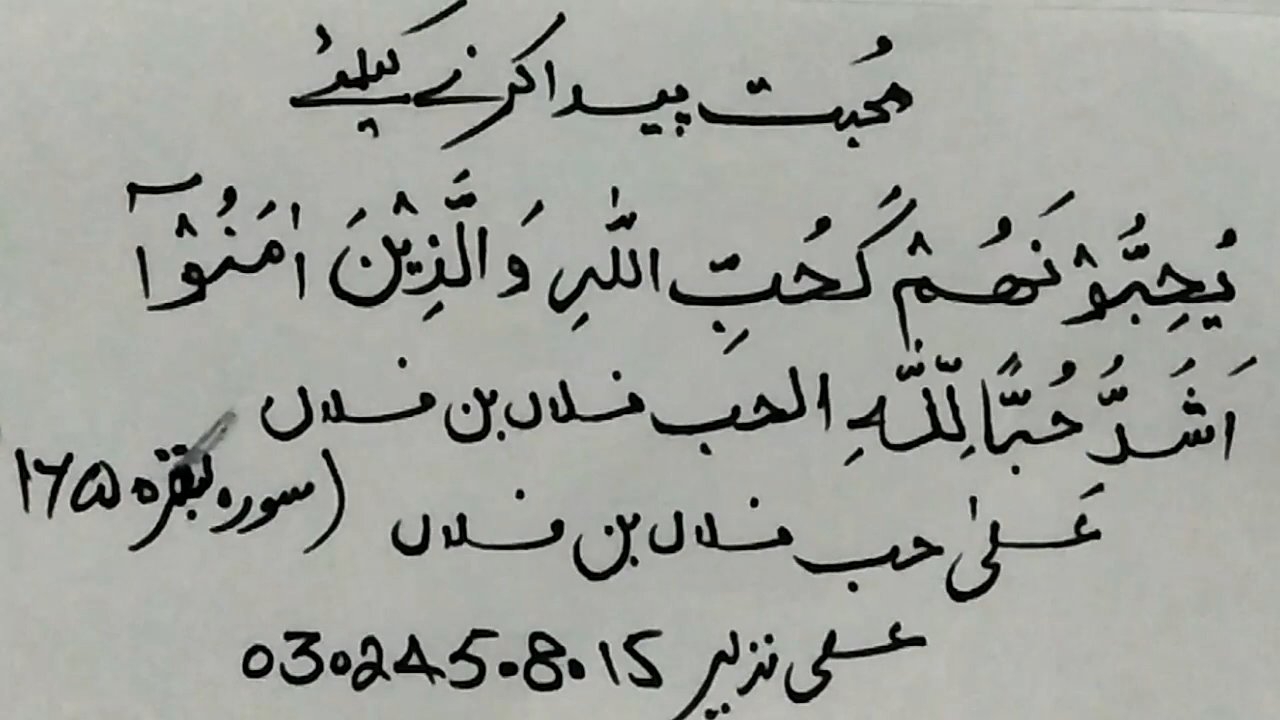 محبت پیدا کرنے کیلئے
یُحِبُّوْنَهُمْ كَحُبِّ اللّٰهِ وَالَّذِیْنَ اٰمَنُوْۤا
اَشَدُّ حُبًّا لِّلّٰهِ الحب فلاں بن فلاں
عَلٰی حب فلاں بن فلاں (سورہ بقرہ ۱۶۵
علی نذیر 03024508015